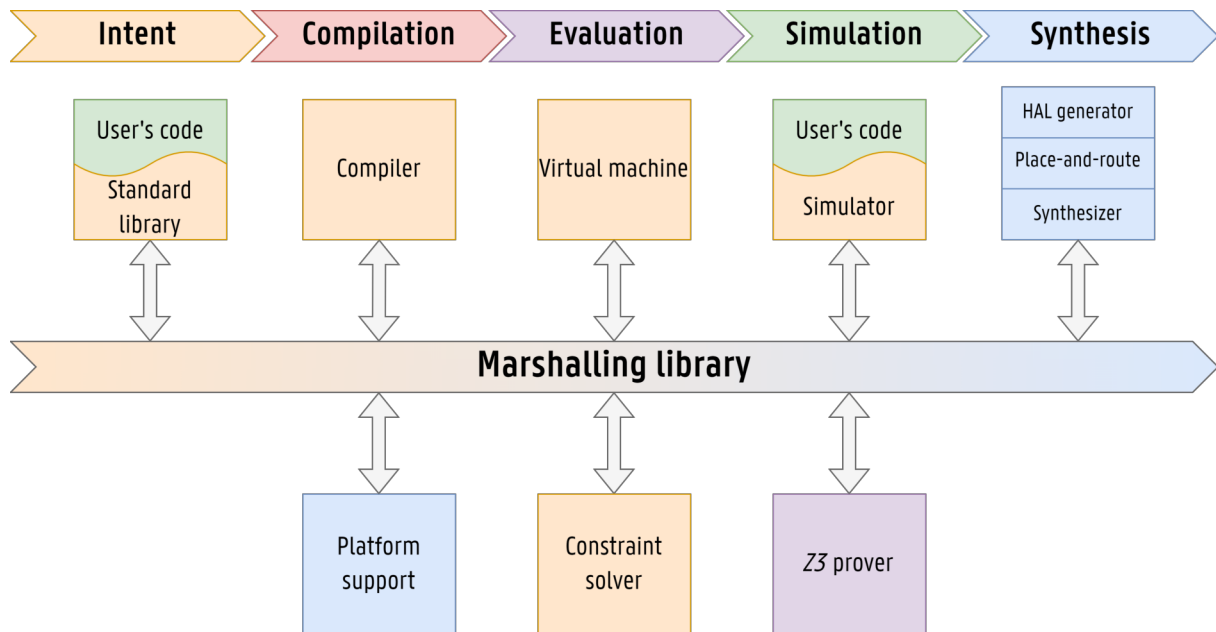 Intent
Compilation
Evaluation
Simulation
Synthesis
User's code
Standard
library
Compiler
Virtual machine
User's code
Simulator
HAL generator
Place-and-route
Synthesizer
Marshalling library
Platform
support
Constraint
solver
Z3 prover